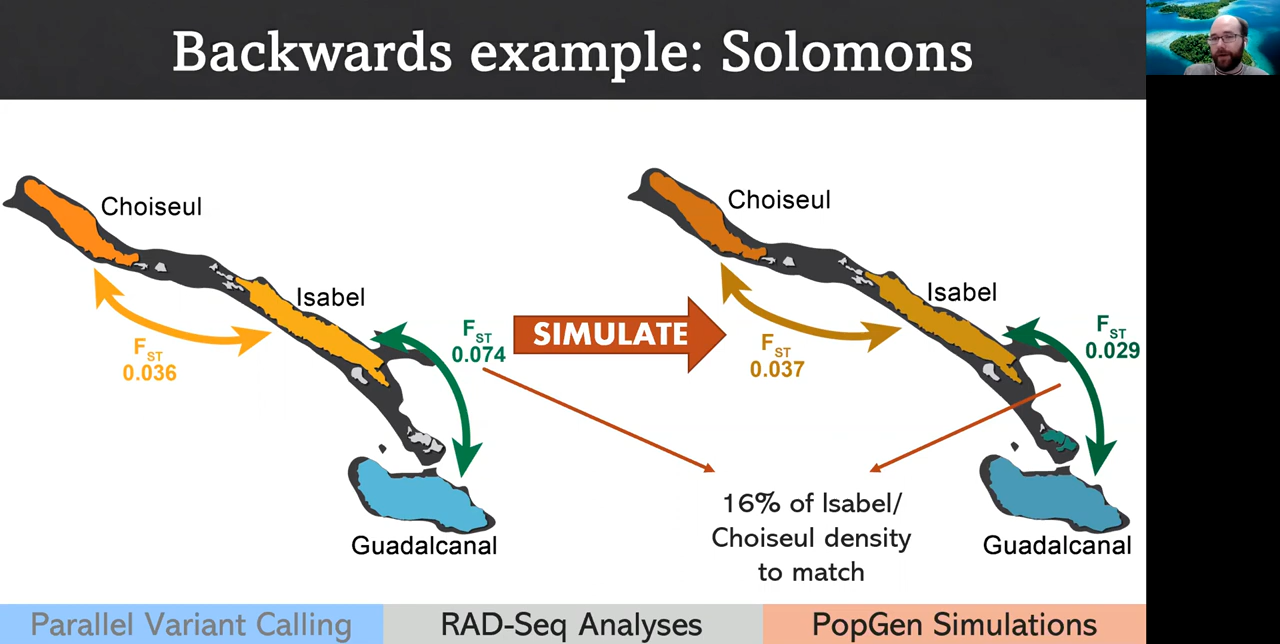 Backwards example: Solomons
Choiseul
Isabel
FST
0.036
FST
0.074
Guadalcanal
SIMULATE
Choiseul
Isabel
FST
0.037
FST
0.029
Guadalcanal
16% of Isabel/
Choiseul density
to match
Parallel Variant Calling
RAD-Seq Analyses
PopGen Simulations